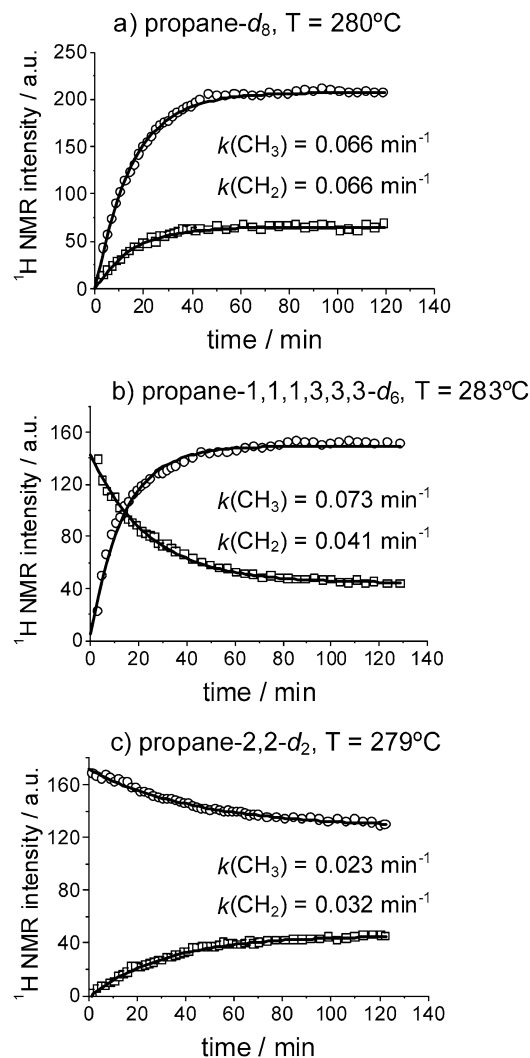 a) propane-d8, T = 280ºC
250
200
150
100
50
0
0 20 40 60 80 100 120 140
¹H NMR intensity / a.u.
time / min
k(CH₃) = 0.066 min⁻¹
k(CH₂) = 0.066 min⁻¹
b) propane-1,1,1,3,3,3-d₆, T = 283ºC
160
120
80
40
0
0 20 40 60 80 100 120 140
¹H NMR intensity / a.u.
time / min
k(CH₃) = 0.073 min⁻¹
k(CH₂) = 0.041 min⁻¹
c) propane-2,2-d₂, T = 279ºC
160
120
80
40
0
0 20 40 60 80 100 120 140
¹H NMR intensity / a.u.
time / min
k(CH₃) = 0.023 min⁻¹
k(CH₂) = 0.032 min⁻¹